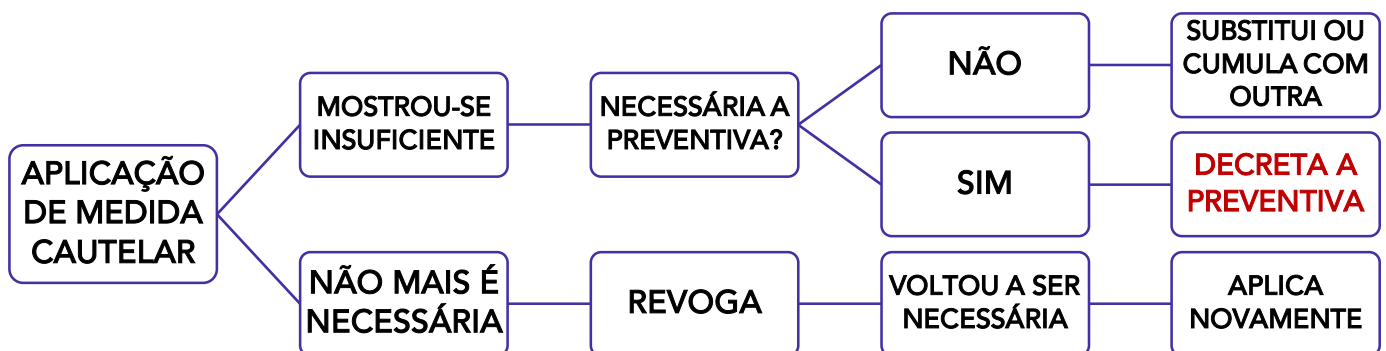 APLICAÇÃO
DE MEDIDA
CAUTELAR
MOSTROU-SE
INSUFICIENTE
NECESSÁRIA A
PREVENTIVA?
NÃO
SUBSTITUI OU
CUMULA COM
OUTRA
SIM
DECRETA A
PREVENTIVA
NÃO MAIS É
NECESSÁRIA
REVOGA
VOLTOU A SER
NECESSÁRIA
APLICA
NOVAMENTE